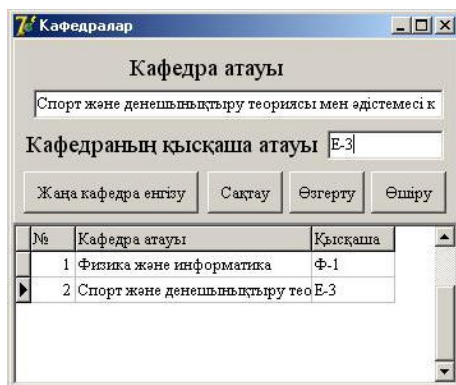 Кафедралар
Кафедра атауы
Спорт және денешынықтыру теориясы мен әдістемесі к
Кафедраның қысқаша атауы Е-3
Жаңа кафедра енгізу Сақтау Өзгерту Өшіру
№ Кафедра атауы Қысқаша
1 Физика және информатика Ф-1
2 Спорт және денешынықтыру тео Е-3